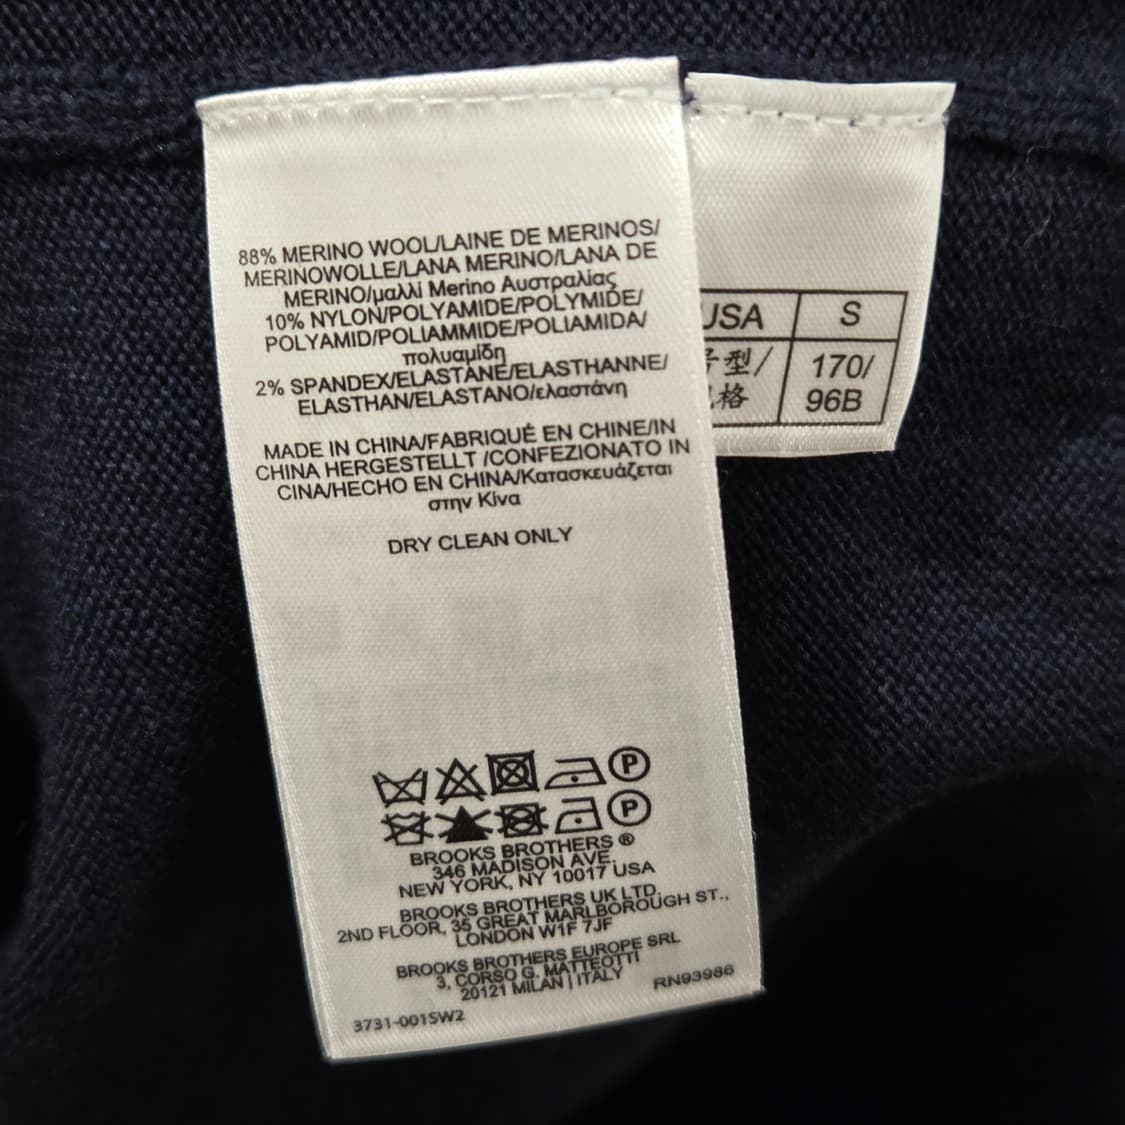 88% MERINO WOOL/LAINE DE MERINOS/
MERINOWOLLE/LANA MERINO/LANA DE
MERINO/μαλλί Merino Αυστραλίας
10% NYLON/POLYAMIDE/POLYMIDE/
POLYAMID/POLIAMMIDE/POLIAMIDA/
πολυαμίδη
2% SPANDEX/ELASTANE/ELASTHANNE/
ELASTHAN/ELASTANO/ελαστάνη
MADE IN CHINA/FABRIQUÉ EN CHINE/IN
CHINA HERGESTELLT /CONFEZIONATO IN
CINA/HECHO EN CHINA/Κατασκευάζεται
στην Κίνα
DRY CLEAN ONLY
P
P
BROOKS BROTHERS ®
346 MADISON AVE.
NEW YORK, NY 10017 USA
BROOKS BROTHERS UK LTD.
2ND FLOOR, 35 GREAT MARLBOROUGH ST.,
LONDON W1F 7JF
BROOKS BROTHERS EUROPE SRL
3, CORSO G. MATTEOTTI
20121 MILAN | ITALY
RN93986
3731-001SW2
USA S
号型/ 170/
格 96B